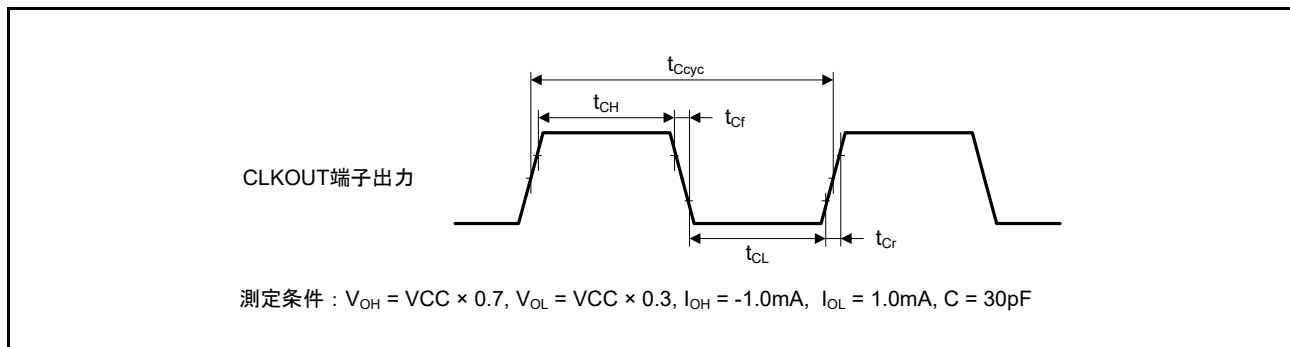 tCcyc
tCH
tCf
CLKOUT端子出力
tCL
tCr
測定条件：VOH = VCC × 0.7, VOL = VCC × 0.3, IOH = -1.0mA, IOL = 1.0mA, C = 30pF